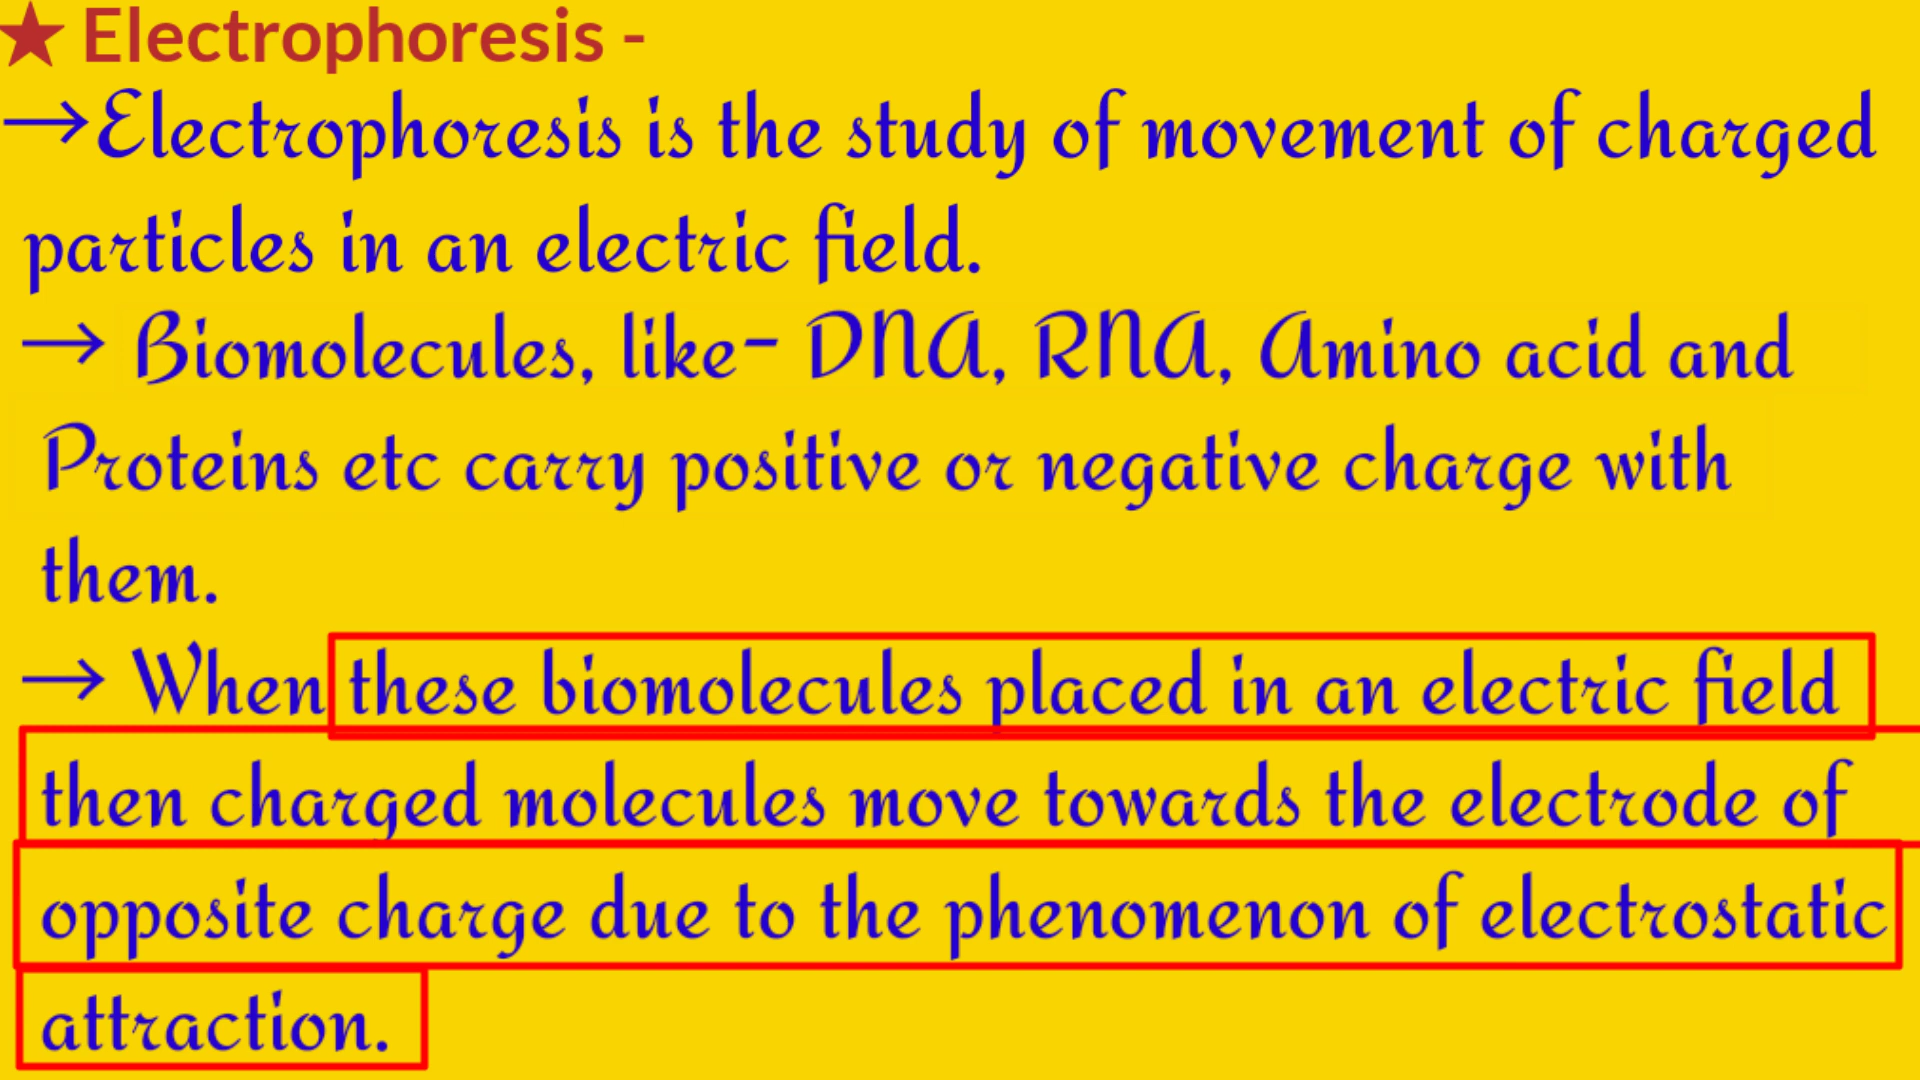 ★ Electrophoresis -
→Electrophoresis is the study of movement of charged
particles in an electric field.
→ Biomolecules, like- DNA, RNA, Amino acid and
Proteins etc carry positive or negative charge with
them.
→ When these biomolecules placed in an electric field
then charged molecules move towards the electrode of
opposite charge due to the phenomenon of electrostatic
attraction.